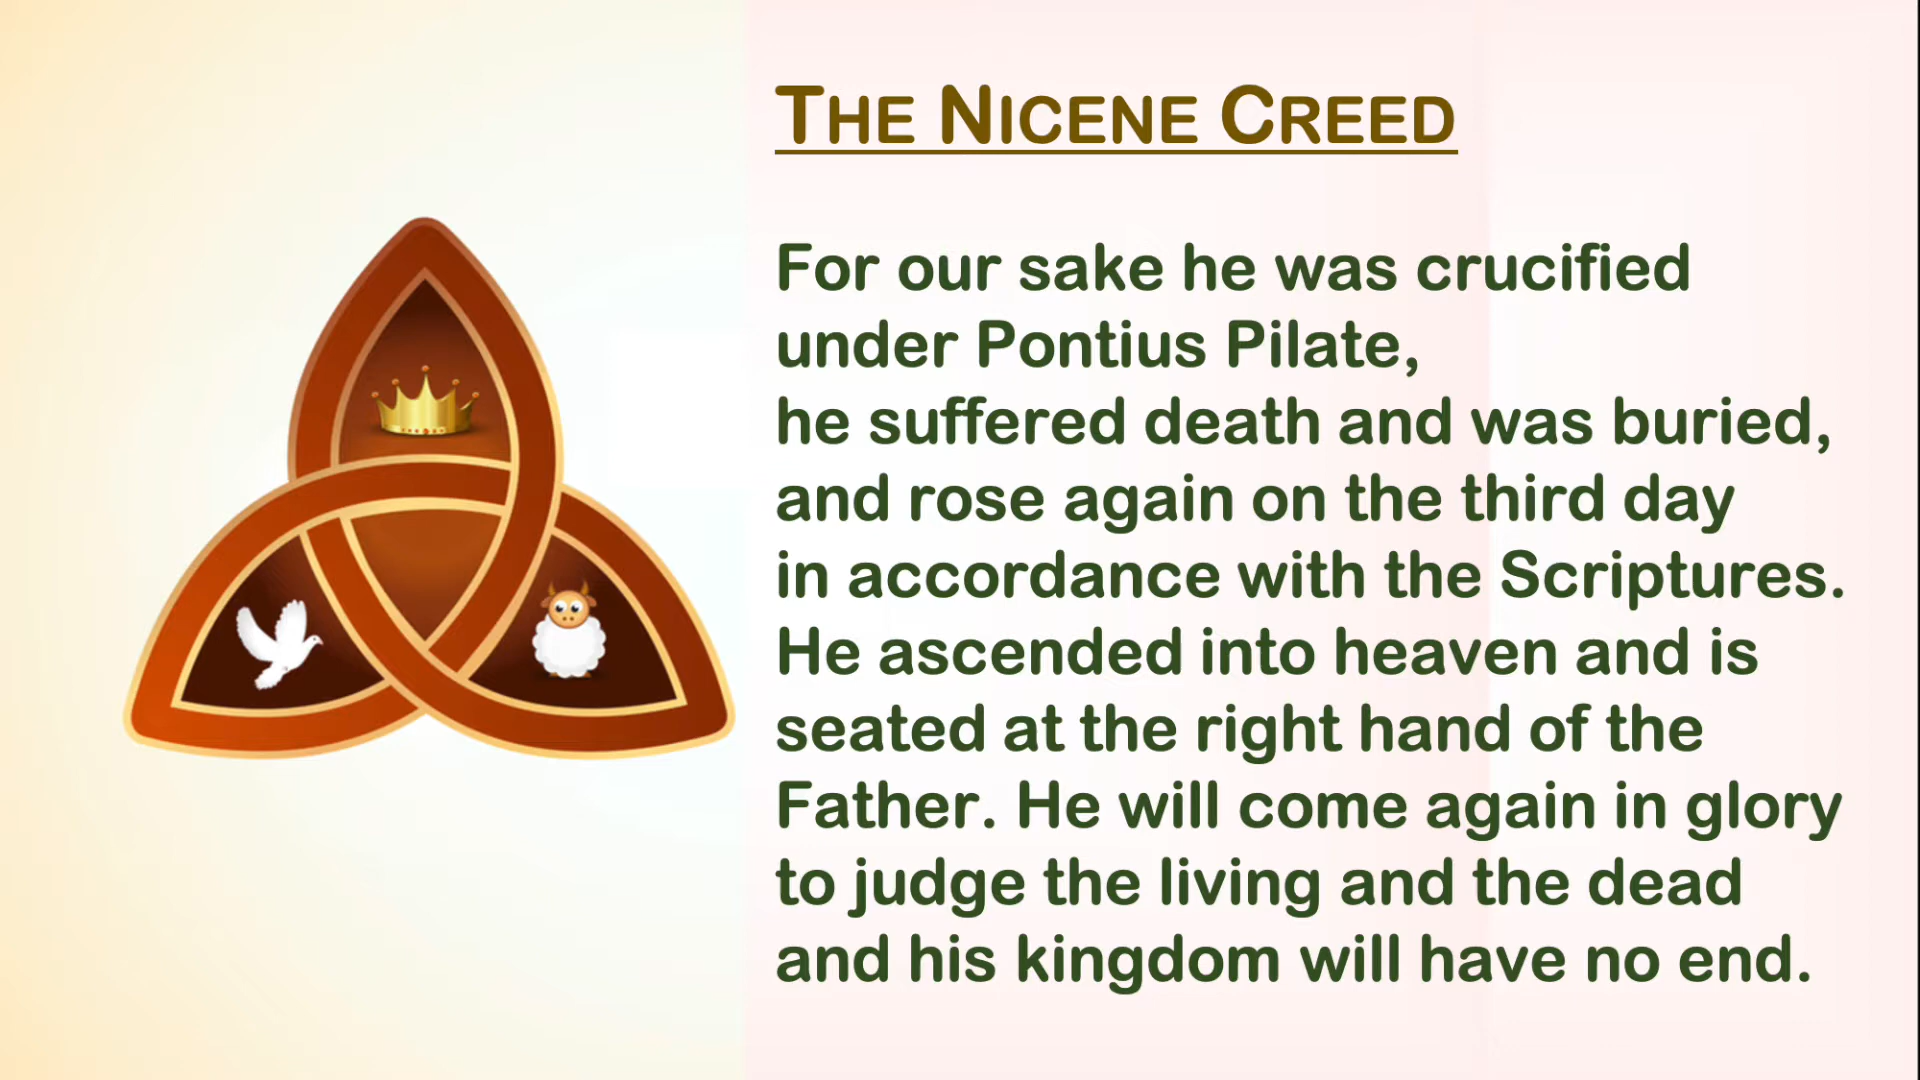 THE NICENE CREED
For our sake he was crucified
under Pontius Pilate,
he suffered death and was buried,
and rose again on the third day
in accordance with the Scriptures.
He ascended into heaven and is
seated at the right hand of the
Father. He will come again in glory
to judge the living and the dead
and his kingdom will have no end.